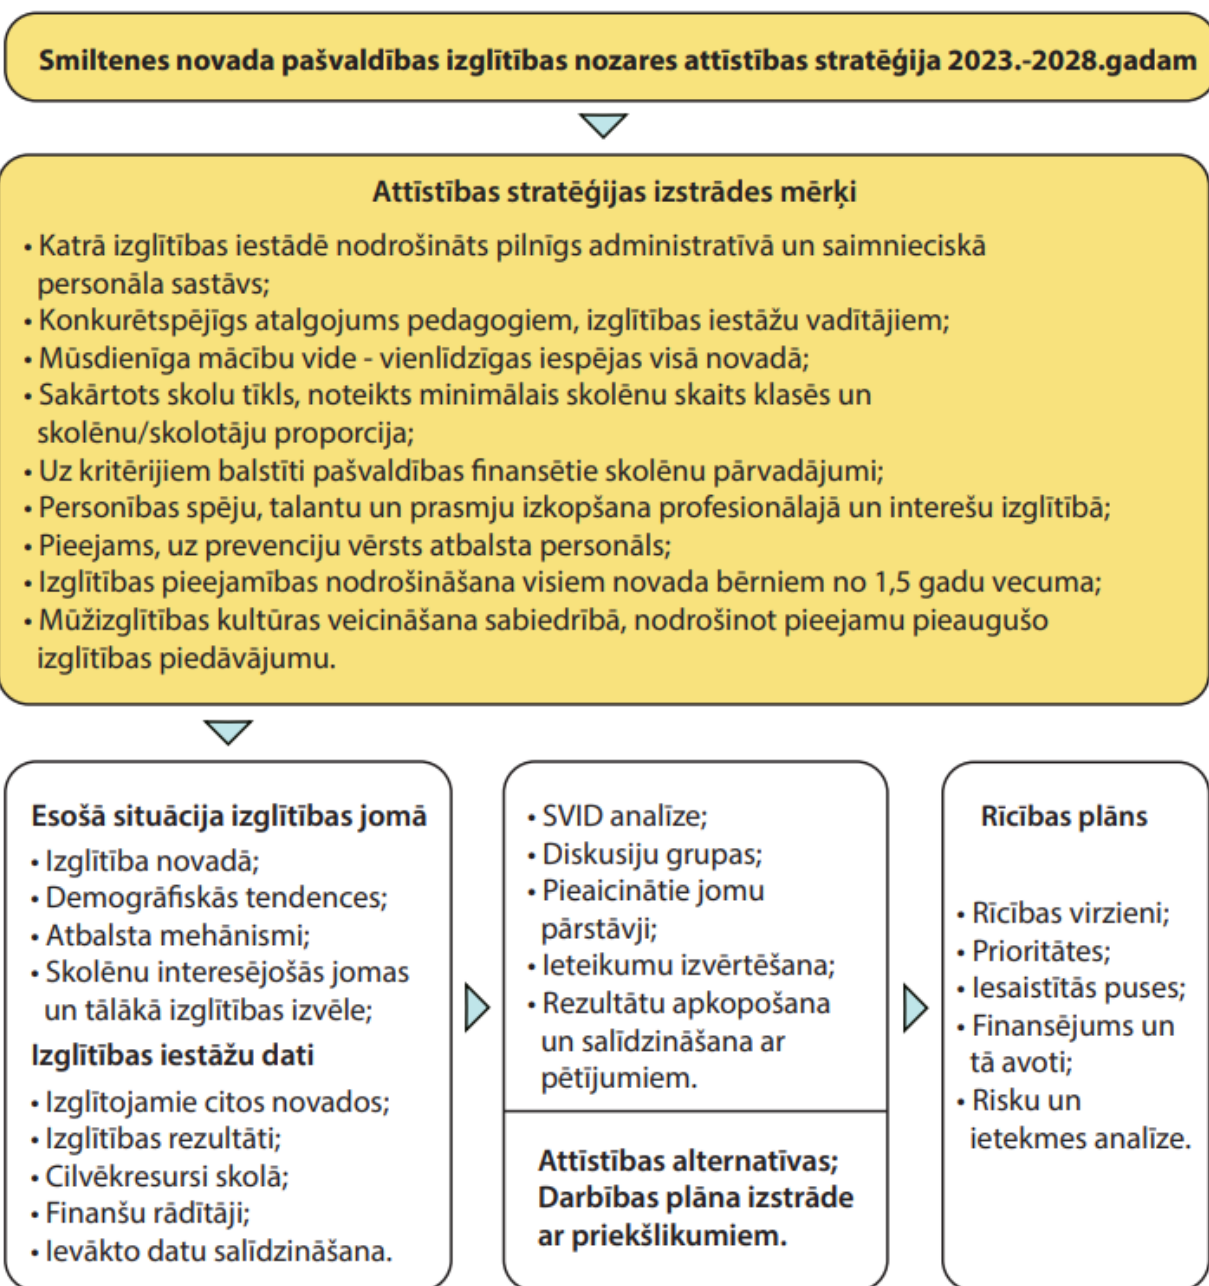 Smiltenes novada pašvaldības izglītības nozares attīstības stratēģija 2023.-2028.gadam
Attīstības stratēģijas izstrādes mērķi
• Katrā izglītības iestādē nodrošināts pilnīgs administratīvā un saimnieciskā
personāla sastāvs;
• Konkurētspējīgs atalgojums pedagogiem, izglītības iestāžu vadītājiem;
• Mūsdienīga mācību vide - vienlīdzīgas iespējas visā novadā;
• Sakārtots skolu tīkls, noteikts minimālais skolēnu skaits klasēs un
skolēnu/skolotāju proporcija;
• Uz kritērijiem balstīti pašvaldības finansētie skolēnu pārvadājumi;
• Personības spēju, talantu un prasmju izkopšana profesionālajā un interešu izglītībā;
• Pieejams, uz prevenciju vērsts atbalsta personāls;
• Izglītības pieejamības nodrošināšana visiem novada bērniem no 1,5 gadu vecuma;
• Mūžizglītības kultūras veicināšana sabiedrībā, nodrošinot pieejamu pieaugušo
izglītības piedāvājumu.
Esošā situācija izglītības jomā
• Izglītība novadā;
• Demogrāfiskās tendences;
• Atbalsta mehānismi;
• Skolēnu interesējošās jomas
un tālākā izglītības izvēle;
Izglītības iestāžu dati
• Izglītojamie citos novados;
• Izglītības rezultāti;
• Cilvēkresursi skolā;
• Finanšu rādītāji;
• Ievākto datu salīdzināšana.
• SVID analīze;
• Diskusiju grupas;
• Pieaicinātie jomu
pārstāvji;
• Ieteikumu izvērtēšana;
• Rezultātu apkopošana
un salīdzināšana ar
pētījumiem.
Attīstības alternatīvas;
Darbības plāna izstrāde
ar priekšlikumiem.
Rīcības plāns
• Rīcības virzieni;
• Prioritātes;
• Iesaistītās puses;
• Finansējums un
tā avoti;
• Risku un
ietekmes analīze.